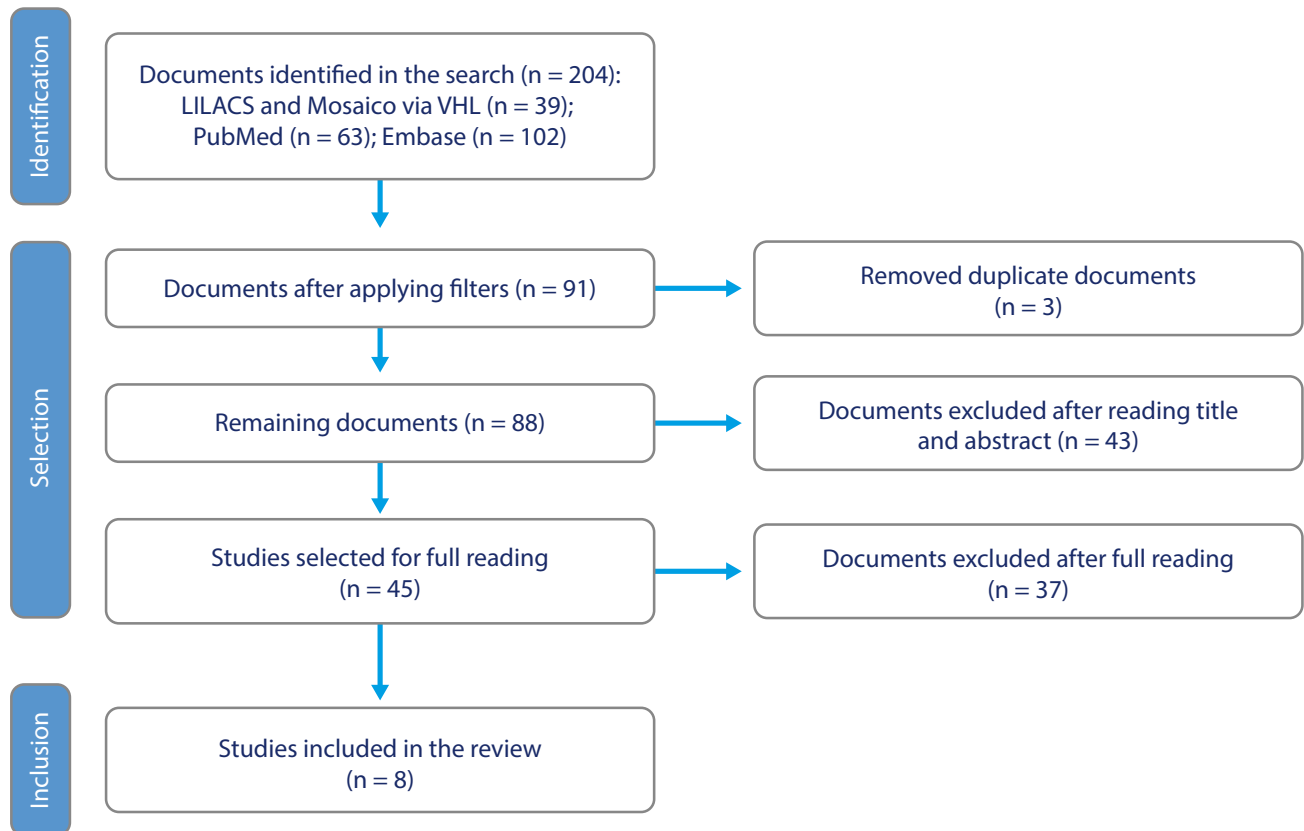 Identification
Documents identified in the search (n = 204):
LILACS and Mosaico via VHL (n = 39);
PubMed (n = 63); Embase (n = 102)
Selection
Documents after applying filters (n = 91)
Removed duplicate documents
(n = 3)
Remaining documents (n = 88)
Documents excluded after reading title
and abstract (n = 43)
Studies selected for full reading
(n = 45)
Documents excluded after full reading
(n = 37)
Inclusion
Studies included in the review
(n = 8)